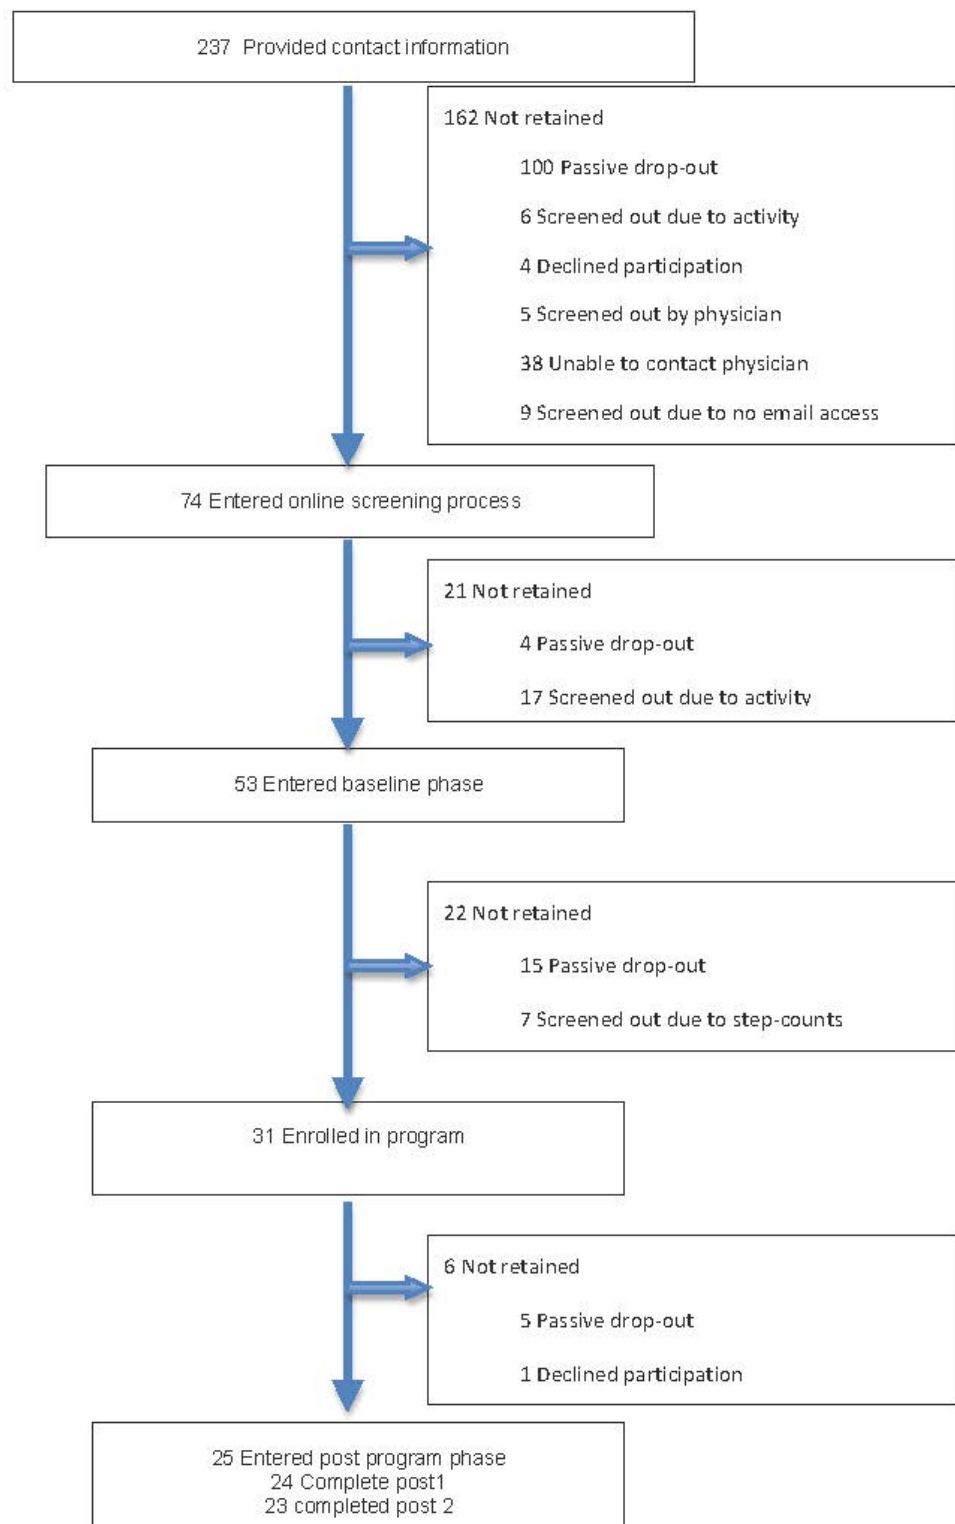 237 Provided contact information
162 Not retained
100 Passive drop-out
6 Screened out due to activity
4 Declined participation
5 Screened out by physician
38 Unable to contact physician
9 Screened out due to no email access
74 Entered online screening process
21 Not retained
4 Passive drop-out
17 Screened out due to activity
53 Entered baseline phase
22 Not retained
15 Passive drop-out
7 Screened out due to step-counts
31 Enrolled in program
6 Not retained
5 Passive drop-out
1 Declined participation
25 Entered post program phase
24 Complete post1
23 completed post 2